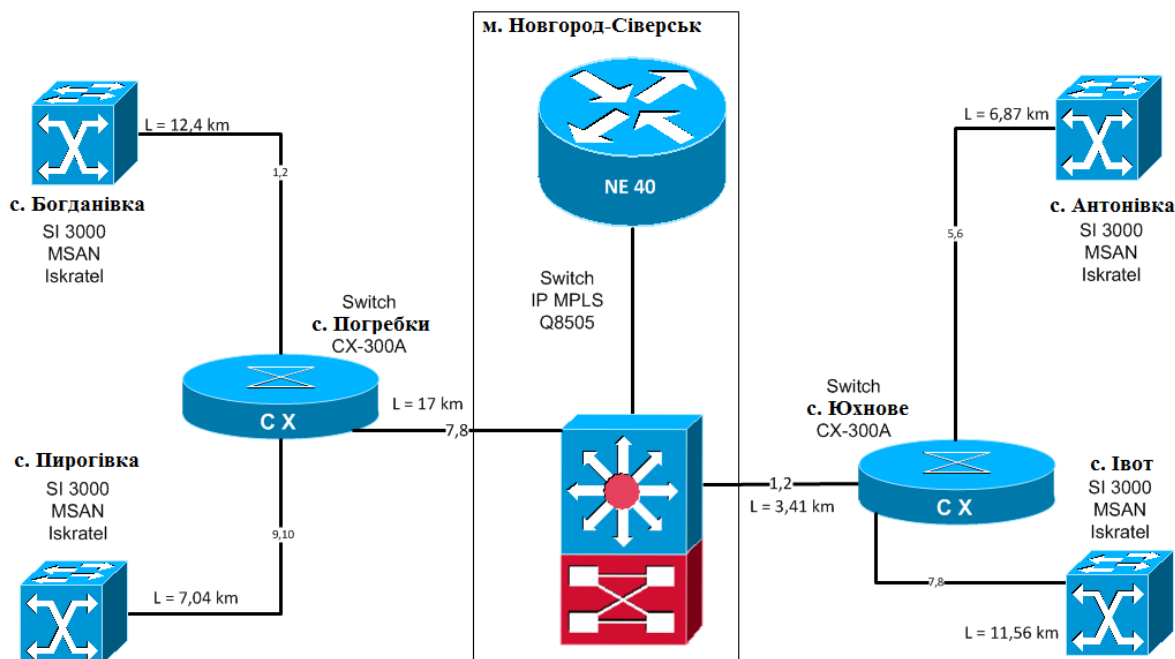 м. Новгород-Сіверськ
NE 40
Switch
IP MPLS
Q8505
L = 12,4 km
1,2
с. Богданівка
SI 3000
MSAN
Iskratel
Switch
с. Погребки
CX-300A
C X
L = 17 km
7,8
с. Пирогівка
SI 3000
MSAN
Iskratel
9,10
L = 7,04 km
L = 6,87 km
5,6
с. Антонівка
SI 3000
MSAN
Iskratel
Switch
с. Юхнове
CX-300A
C X
1,2
L = 3,41 km
с. Івот
SI 3000
MSAN
Iskratel
7,8
L = 11,56 km